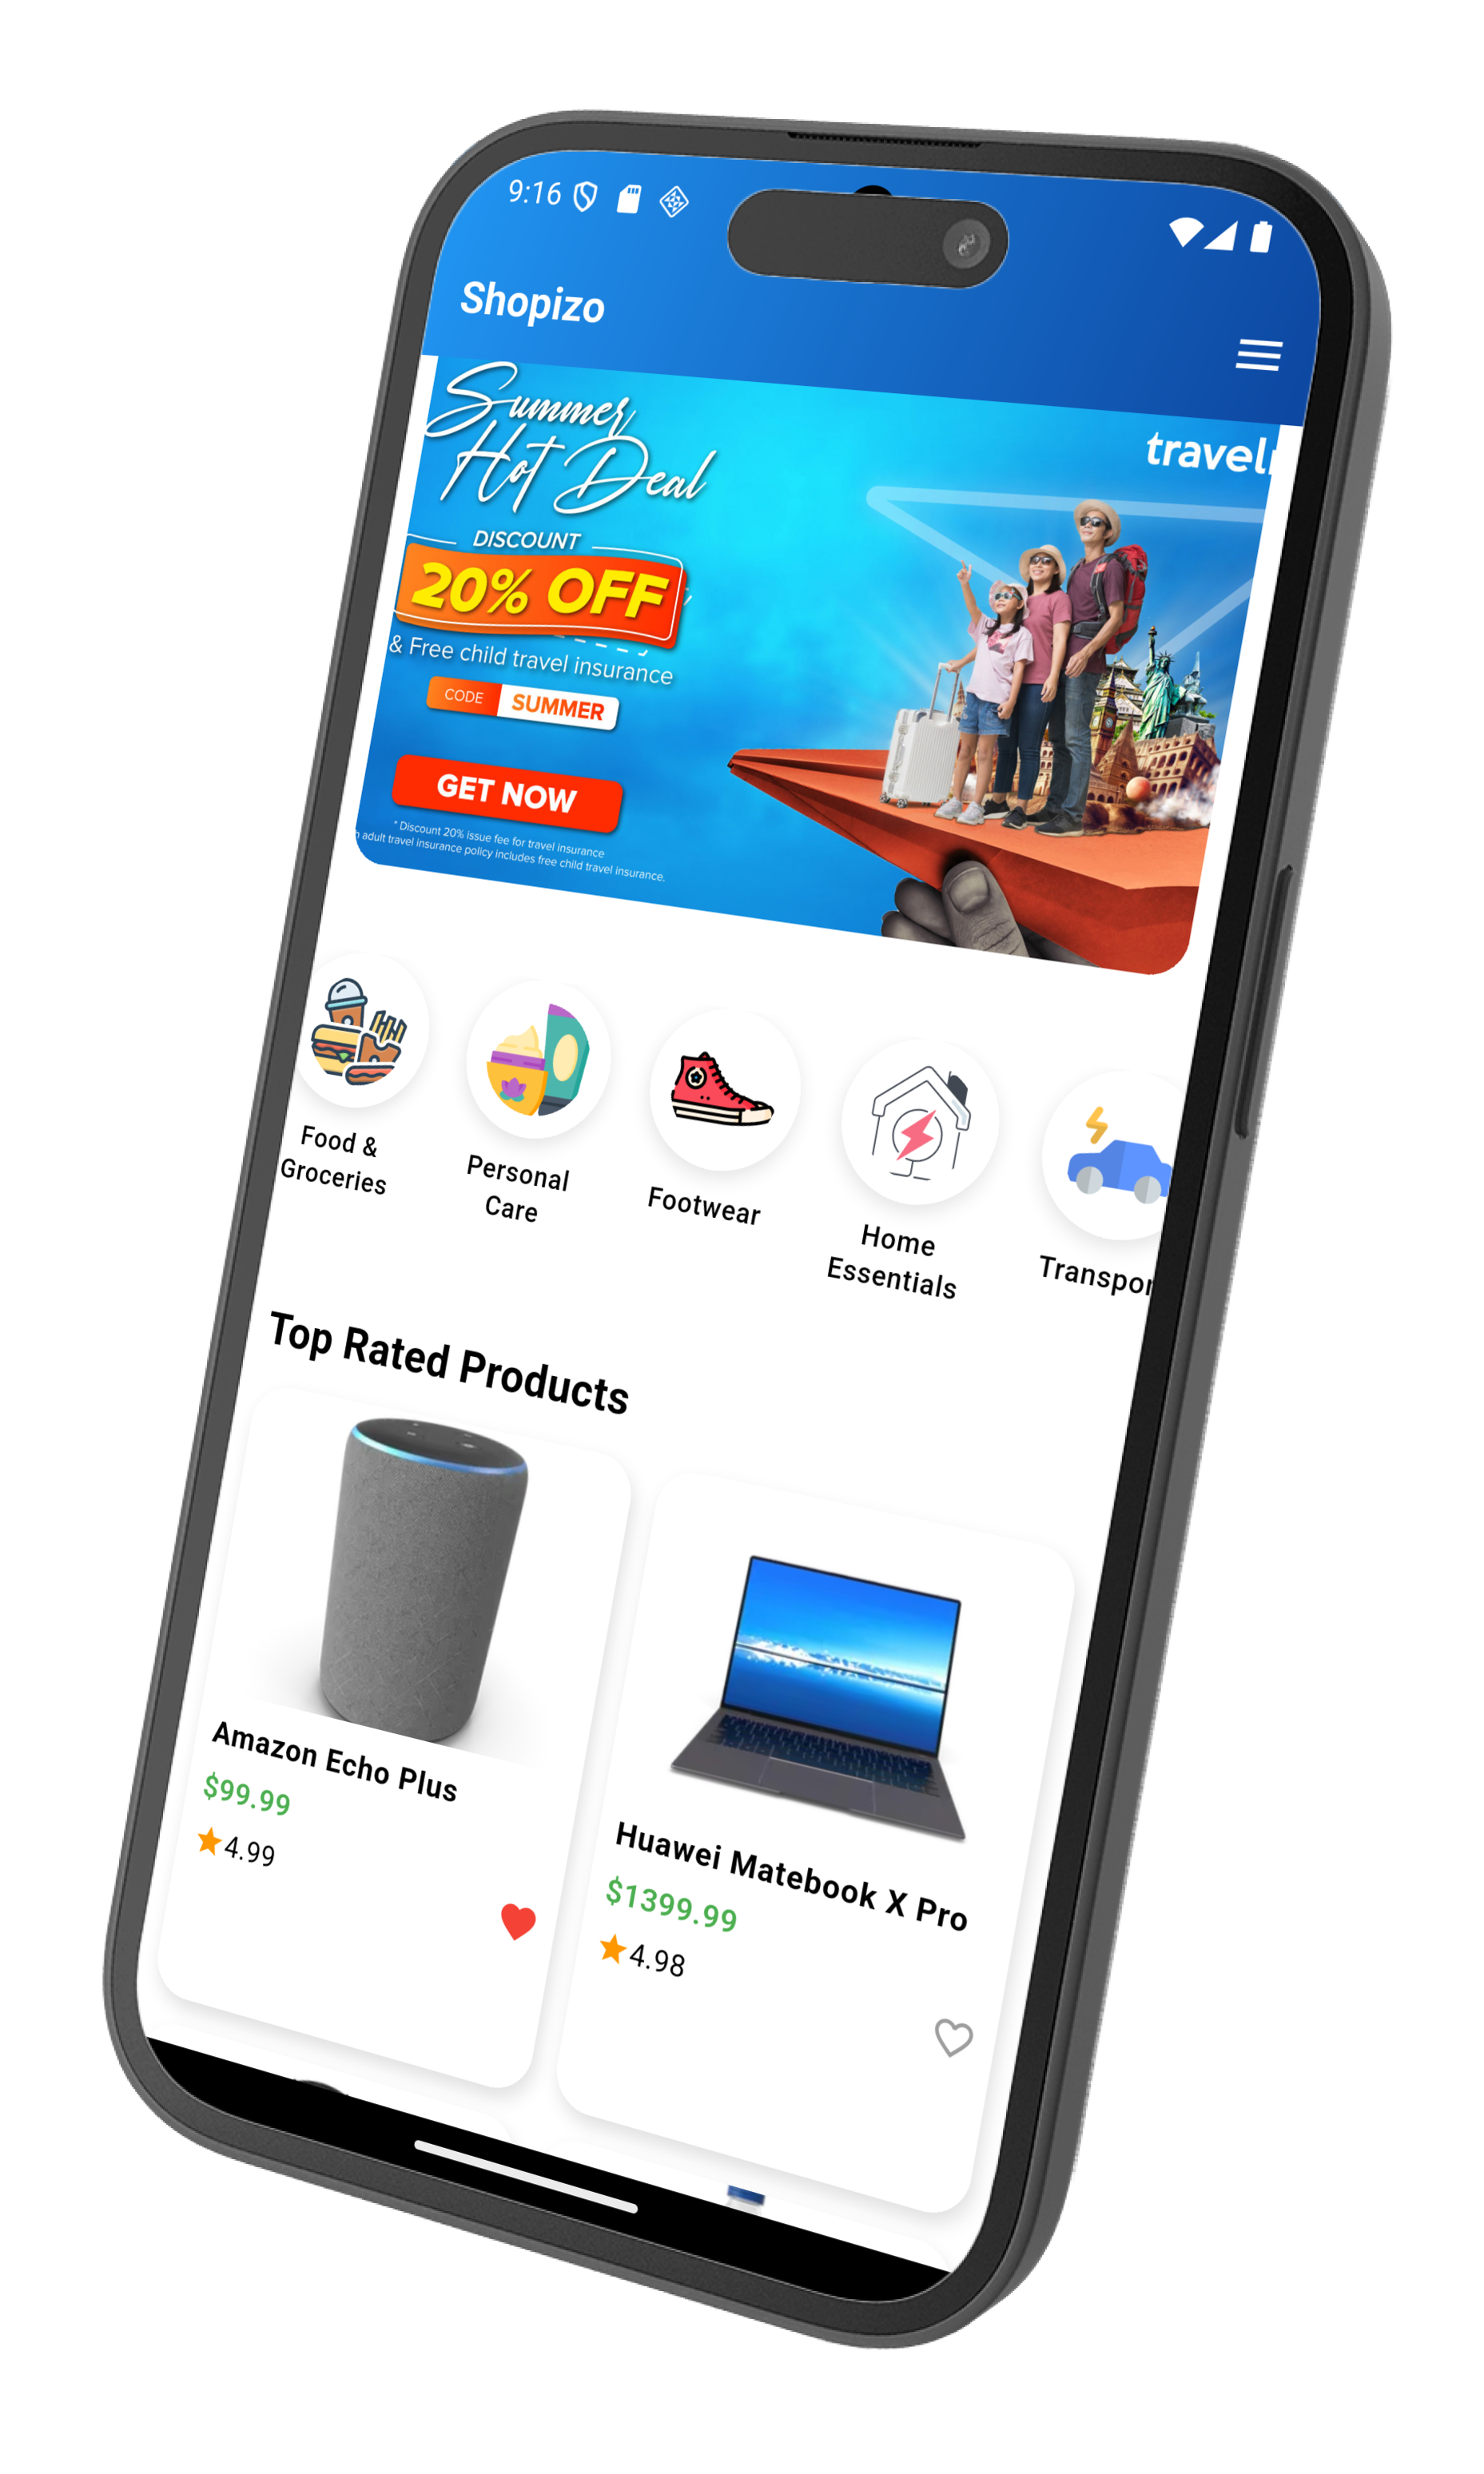 9:16
Shopizo
Summer
Hot Deal
travel
DISCOUNT
20% OFF
& Free child travel insurance
CODE SUMMER
GET NOW
* Discount 20% issue fee for travel insurance
adult travel insurance policy includes free child travel insurance.
Food &
Groceries
Personal
Care
Footwear
Home
Essentials
Transpor
Top Rated Products
Amazon Echo Plus
$99.99
4.99
Huawei Matebook X Pro
$1399.99
4.98